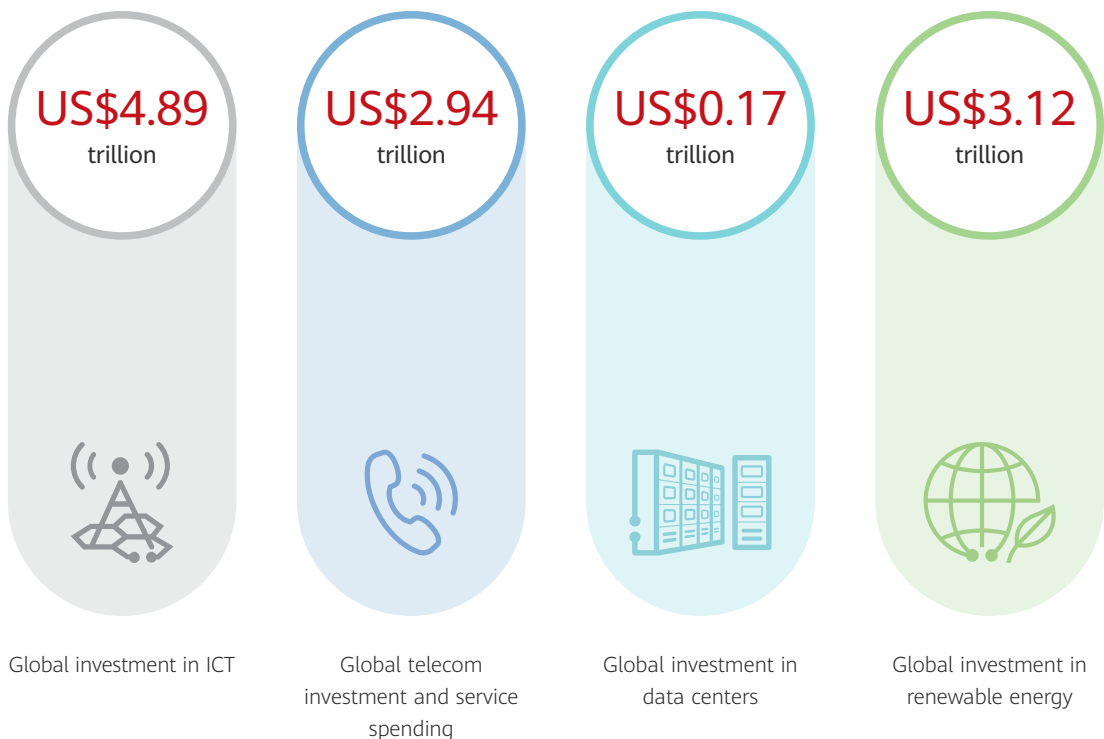 US$4.89
trillion
US$2.94
trillion
US$0.17
trillion
US$3.12
trillion
Global investment in ICT
Global telecom
investment and service
spending
Global investment in
data centers
Global investment in
renewable energy